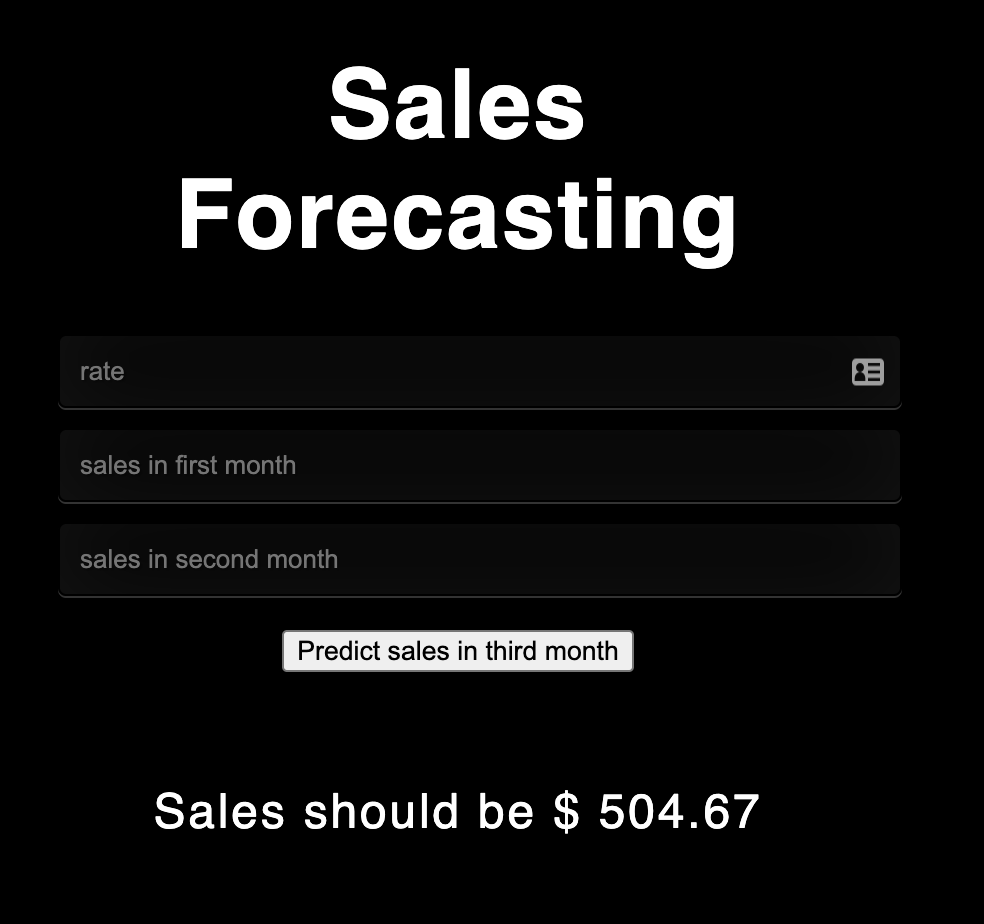 Sales
Forecasting
rate
sales in first month
sales in second month
Predict sales in third month
Sales should be $ 504.67